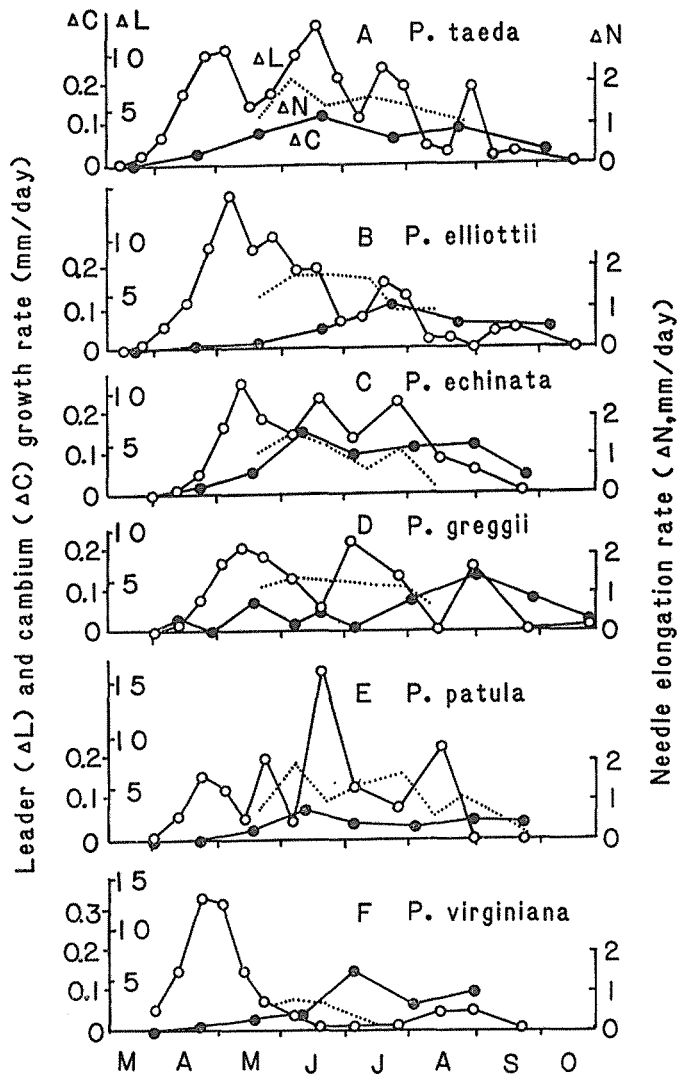 ΔC ΔL A P. taeda ΔN
10 ΔL
0.2 2
5 ΔN
0.1 1
ΔC
0 0
B P. elliottii
10
0.2 2
5
0.1 1
0 0
C P. echinata
10
0.2 2
5
0.1 1
0 0
D P. greggii
10
0.2 2
5
0.1 1
0 0
E P. patula
15
10
0.2 2
5
0.1 1
0 0
15
F P. virginiana
0.3
10
0.2 2
5
0.1 1
0 0
M A M J J A S O
Leader (ΔL) and cambium (ΔC) growth rate (mm/day)
Needle elongation rate (ΔN, mm/day)